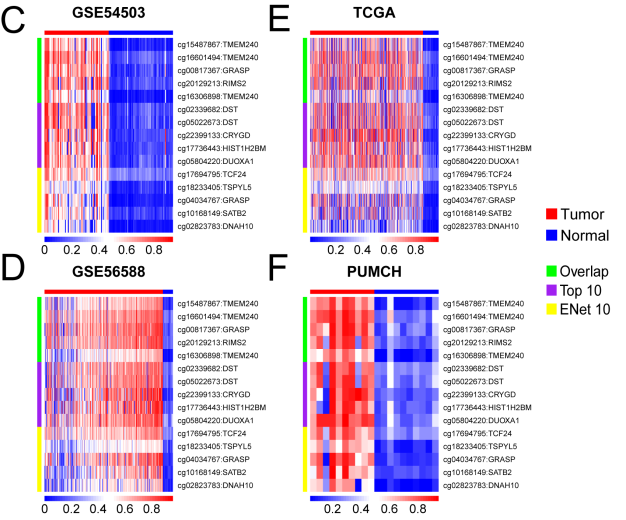 C
GSE54503
cg15487867:TMEM240
cg16601494:TMEM240
cg00817367:GRASP
cg20129213:RIMS2
cg16306898:TMEM240
cg02339682:DST
cg05022673:DST
cg22399133:CRYGD
cg17736443:HIST1H2BM
cg05804220:DUOXA1
cg17694795:TCF24
cg18233405:TSPYL5
cg04034767:GRASP
cg10168149:SATB2
cg02823783:DNAH10
0 0.2 0.4 0.6 0.8
E
TCGA
cg15487867:TMEM240
cg16601494:TMEM240
cg00817367:GRASP
cg20129213:RIMS2
cg16306898:TMEM240
cg02339682:DST
cg05022673:DST
cg22399133:CRYGD
cg17736443:HIST1H2BM
cg05804220:DUOXA1
cg17694795:TCF24
cg18233405:TSPYL5
cg04034767:GRASP
cg10168149:SATB2
cg02823783:DNAH10
0.2 0.4 0.6 0.8
Tumor
Normal
Overlap
Top 10
ENet 10
D
GSE56588
cg15487867:TMEM240
cg16601494:TMEM240
cg00817367:GRASP
cg20129213:RIMS2
cg16306898:TMEM240
cg02339682:DST
cg05022673:DST
cg22399133:CRYGD
cg17736443:HIST1H2BM
cg05804220:DUOXA1
cg17694795:TCF24
cg18233405:TSPYL5
cg04034767:GRASP
cg10168149:SATB2
cg02823783:DNAH10
0.2 0.4 0.6 0.8
F
PUMCH
cg15487867:TMEM240
cg16601494:TMEM240
cg00817367:GRASP
cg20129213:RIMS2
cg16306898:TMEM240
cg02339682:DST
cg05022673:DST
cg22399133:CRYGD
cg17736443:HIST1H2BM
cg05804220:DUOXA1
cg17694795:TCF24
cg18233405:TSPYL5
cg04034767:GRASP
cg10168149:SATB2
cg02823783:DNAH10
0.2 0.4 0.6 0.8